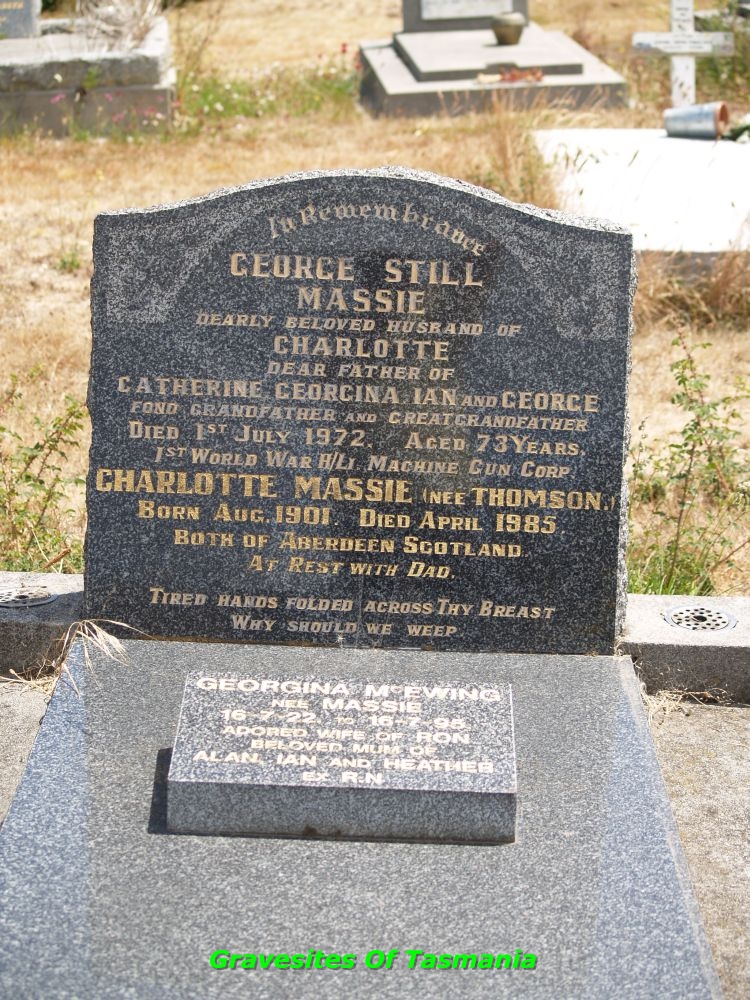 In Remembrance
GEORGE STILL
MASSIE
DEARLY BELOVED HUSBAND OF
CHARLOTTE
DEAR FATHER OF
CATHERINE, GEORGINA, IAN AND GEORGE
FOND GRANDFATHER AND GREATGRANDFATHER
DIED 1ST JULY 1972. AGED 73 YEARS.
1ST WORLD WAR H/LI. MACHINE GUN CORP.
CHARLOTTE MASSIE (NEE THOMSON.)
BORN AUG. 1901. DIED APRIL 1985
BOTH OF ABERDEEN SCOTLAND.
AT REST WITH DAD.
TIRED HANDS FOLDED ACROSS THY BREAST
WHY SHOULD WE WEEP
GEORGINA McEWING
NEE MASSIE
16-7-22 TO 16-7-98
ADORED WIFE OF RON
BELOVED MUM OF
ALAN, IAN AND HEATHER
EX R.N.
Gravesites Of Tasmania